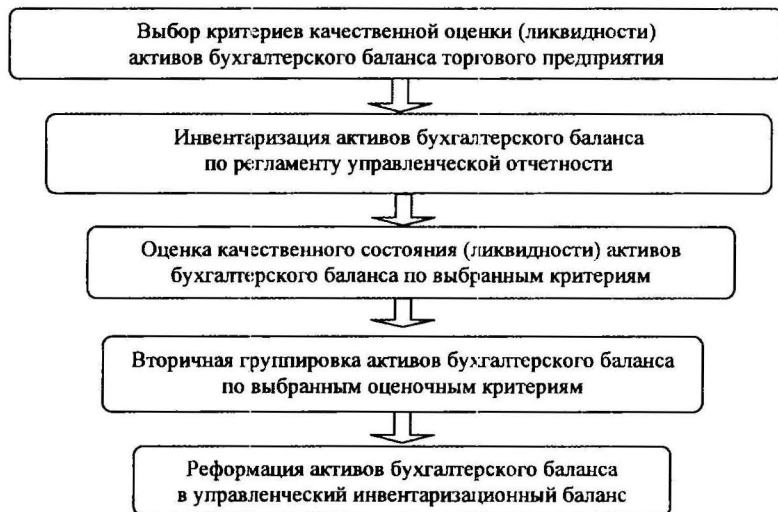 Выбор критериев качественной оценки (ликвидности)
активов бухгалтерского баланса торгового предприятия
Инвентаризация активов бухгалтерского баланса
по регламенту управленческой отчетности
Оценка качественного состояния (ликвидности) активов
бухгалтерского баланса по выбранным критериям
Вторичная группировка активов бухгалтерского баланса
по выбранным оценочным критериям
Реформация активов бухгалтерского баланса
в управленческий инвентаризационный баланс